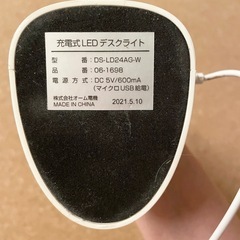 充電式LEDデスクライト
型 番 DS-LD24AG-W
品 番 06-1698
電 源 方 式 DC 5V/600mA
(マイクロUSB給電)
株式会社オーム電機
MADE IN CHINA 2021.5.10